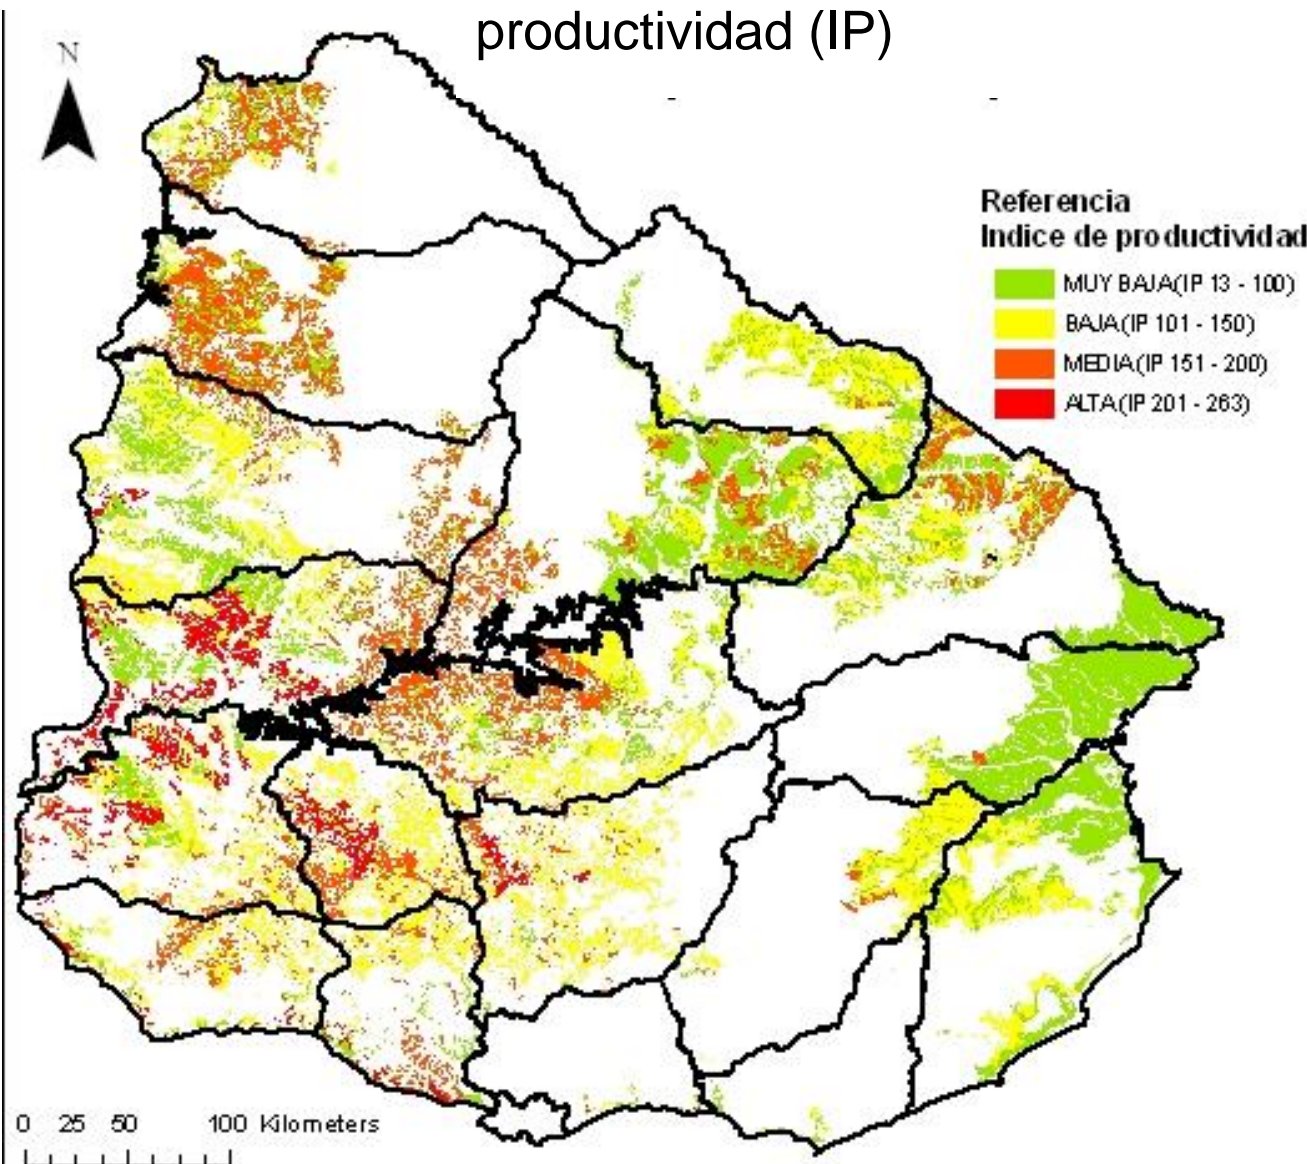 productividad (IP)
N
Referencia
Indice de productividad
MUY BAJA(IP 13 - 100)
BAJA(IP 101 - 150)
MEDIA(IP 151 - 200)
ALTA(IP 201 - 263)
0 25 50 100 Kilometers